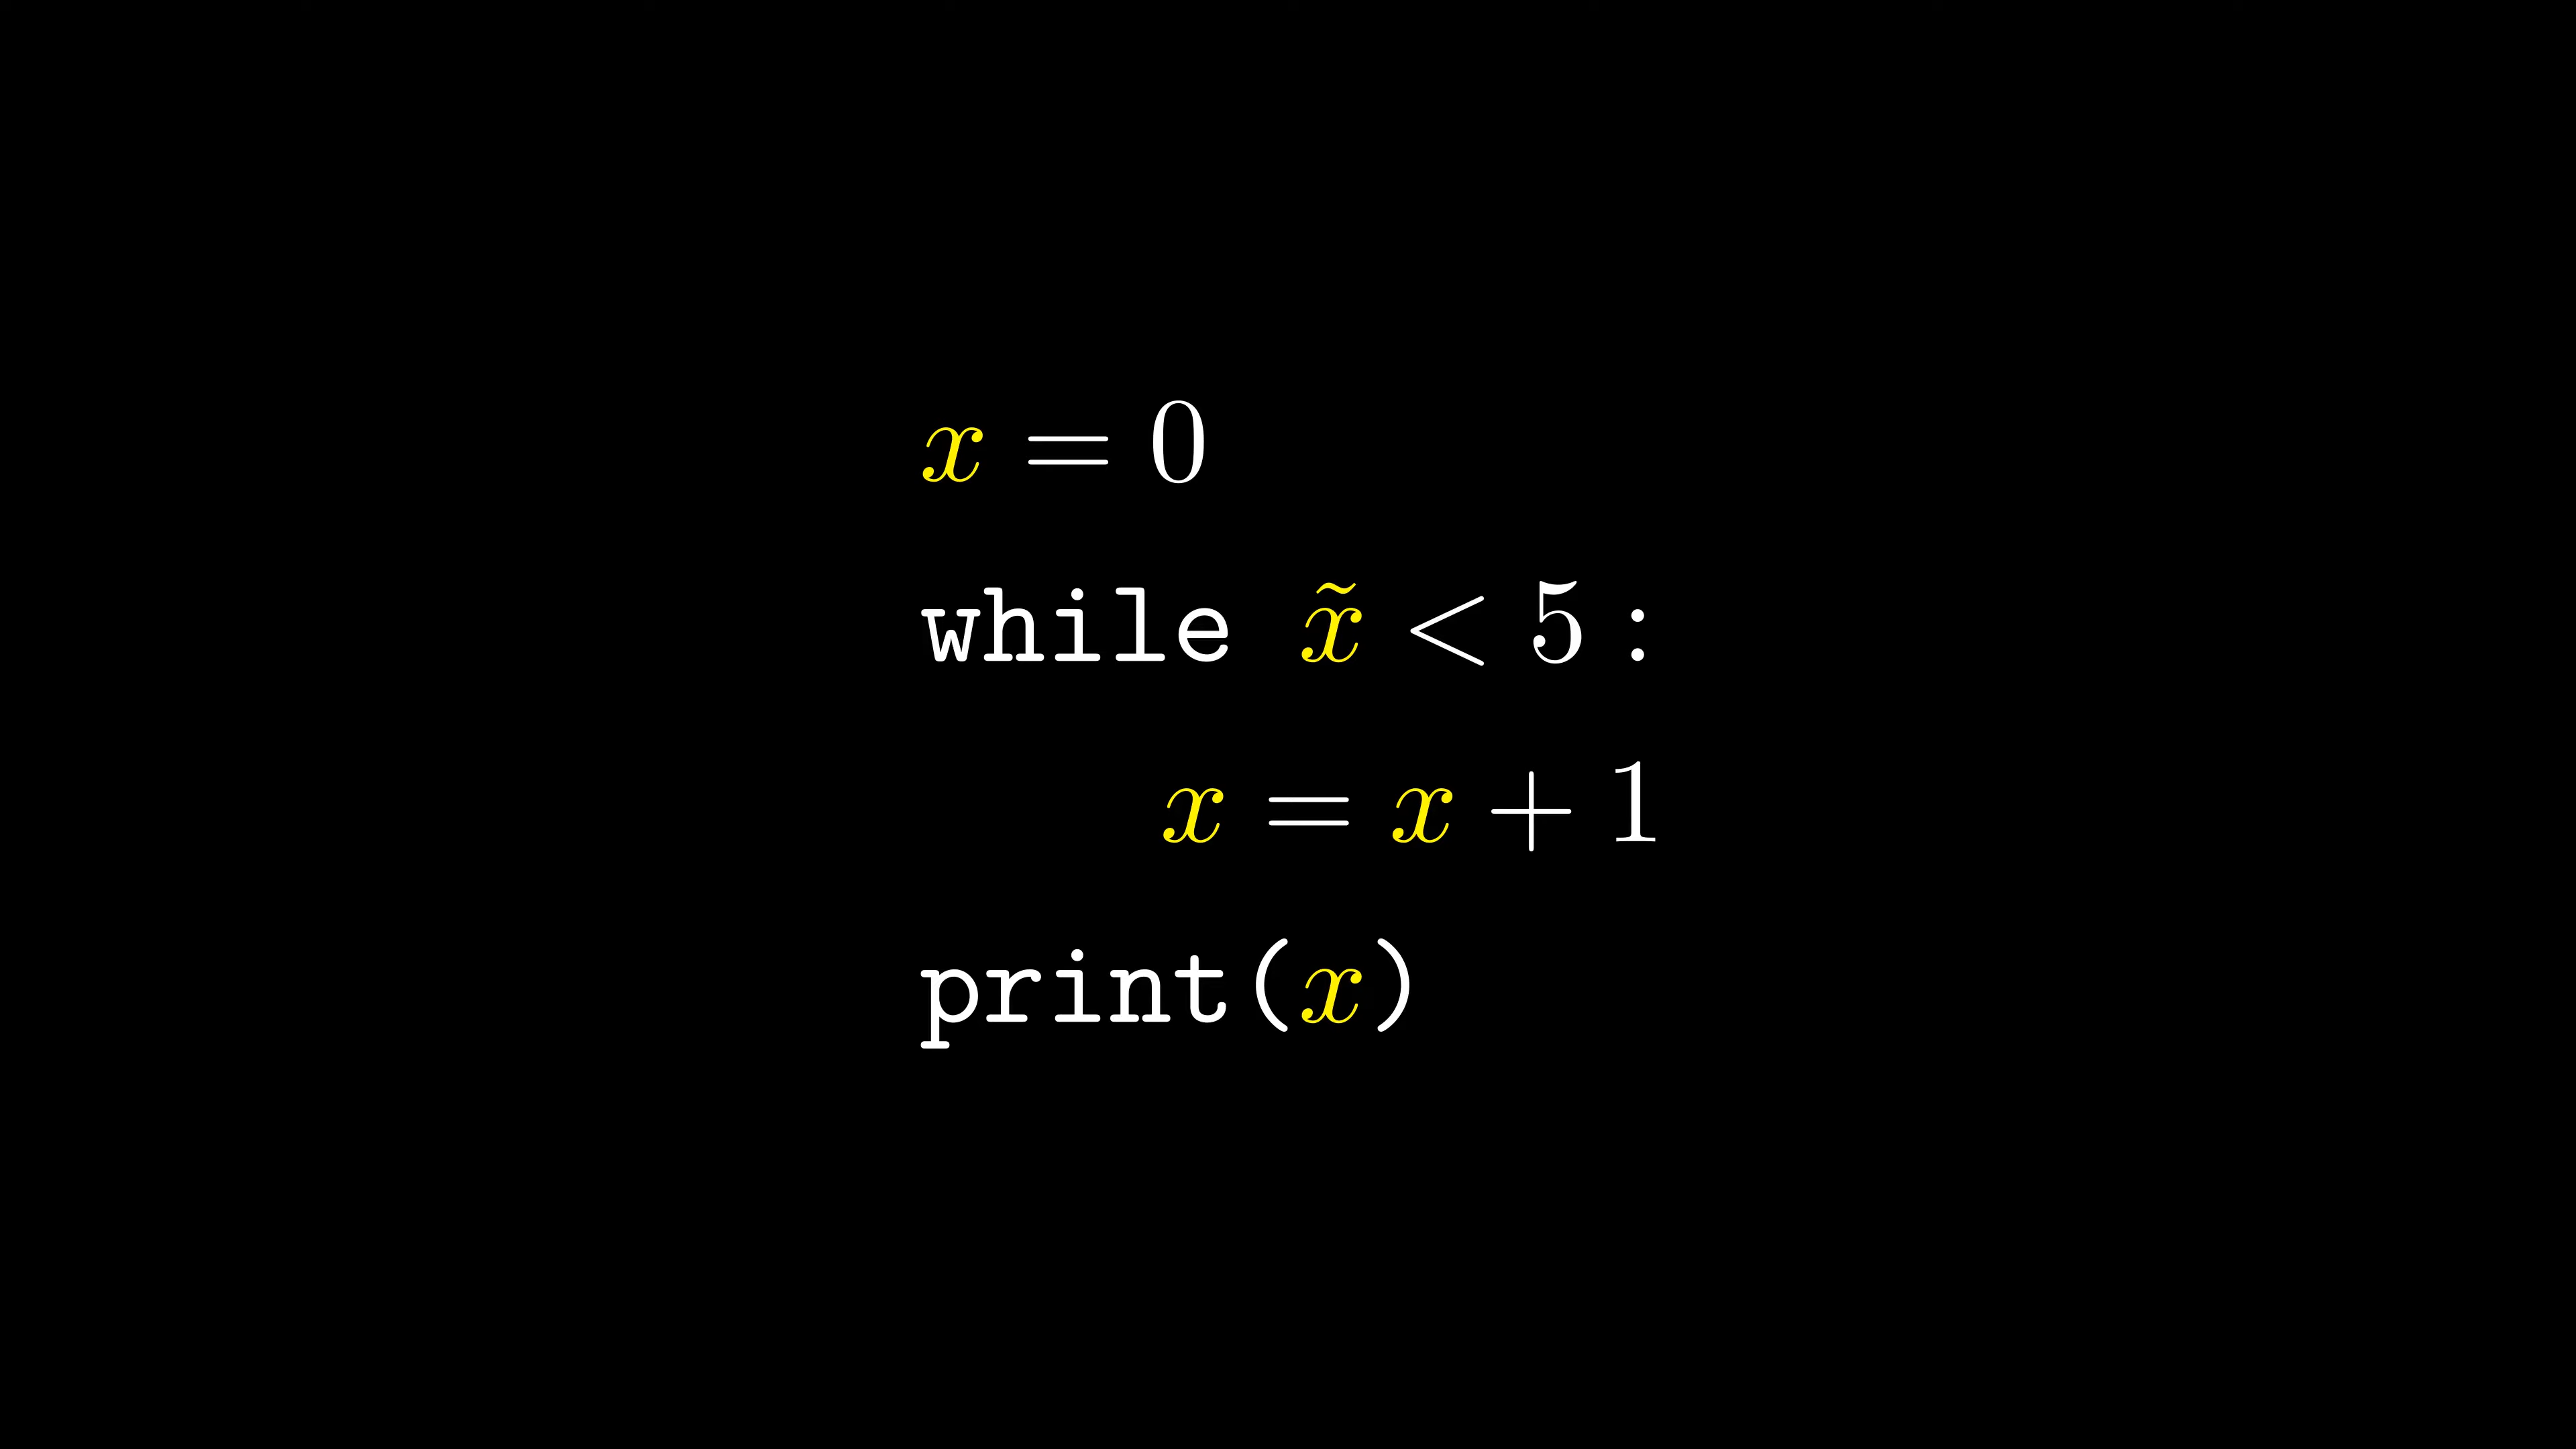 x = 0
while x̃ < 5 :
x = x + 1
print(x)